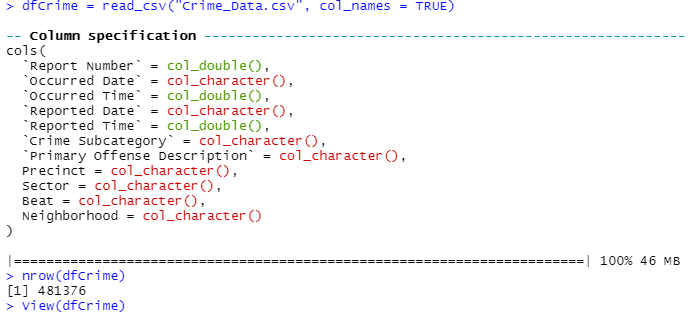 > dfCrime = read_csv("Crime_Data.csv", col_names = TRUE)
-- Column specification ------------------------------------------------------------
cols(
  `Report Number` = col_double(),
  `Occurred Date` = col_character(),
  `Occurred Time` = col_double(),
  `Reported Date` = col_character(),
  `Reported Time` = col_double(),
  `Crime Subcategory` = col_character(),
  `Primary Offense Description` = col_character(),
  Precinct = col_character(),
  Sector = col_character(),
  Beat = col_character(),
  Neighborhood = col_character()
)
|=======================================================================| 100% 46 MB
> nrow(dfCrime)
[1] 481376
> View(dfCrime)